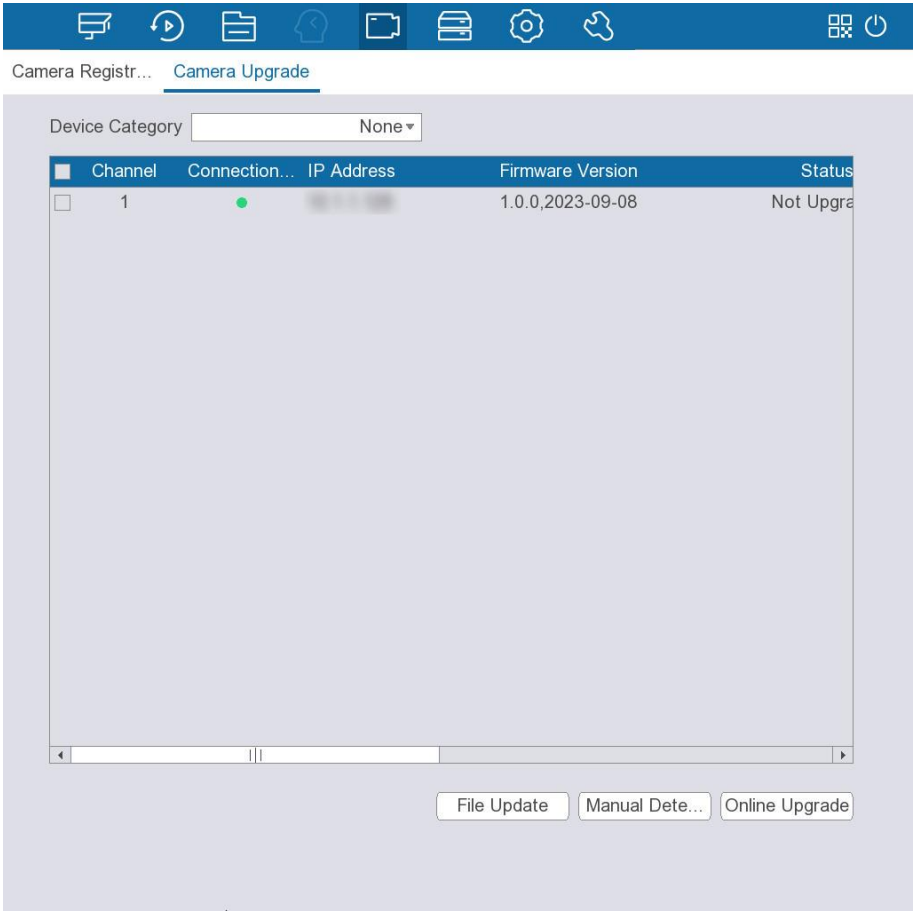 Camera Registr... Camera Upgrade
Device Category None
Channel Connection... IP Address Firmware Version Status
1 1.0.0,2023-09-08 Not Upgra
File Update Manual Dete... Online Upgrade